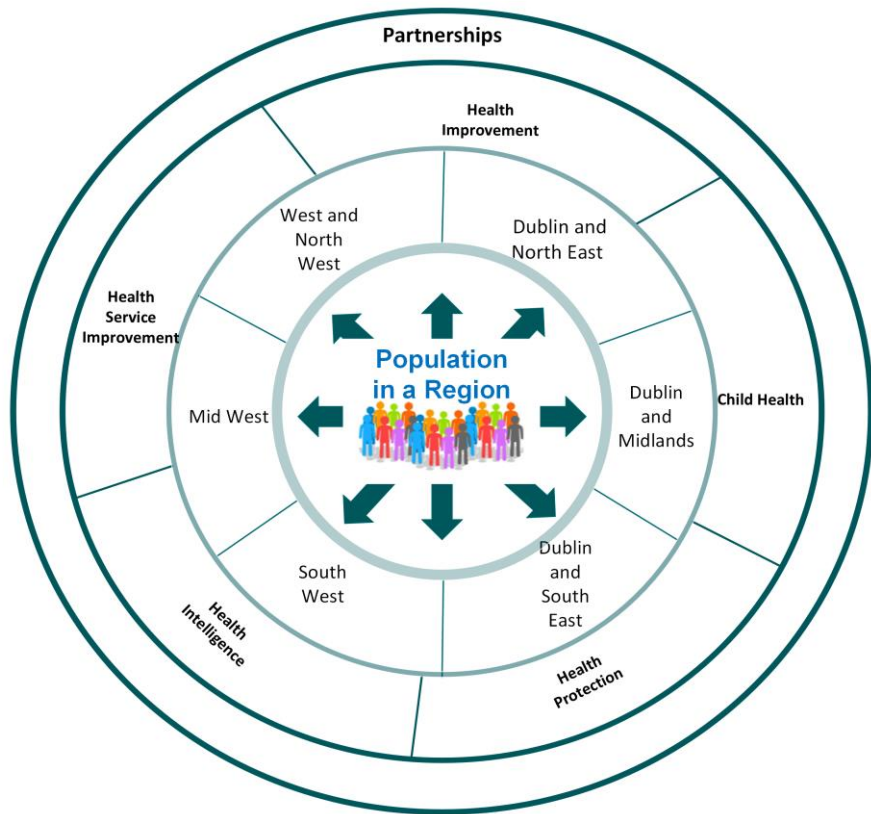 Partnerships
Health
Improvement
West and
North
West
Dublin and
North East
Health
Service
Improvement
Population
in a Region
Mid West
Dublin
and
Midlands
Child Health
South
West
Dublin
and
South
East
Health
Intelligence
Health
Protection